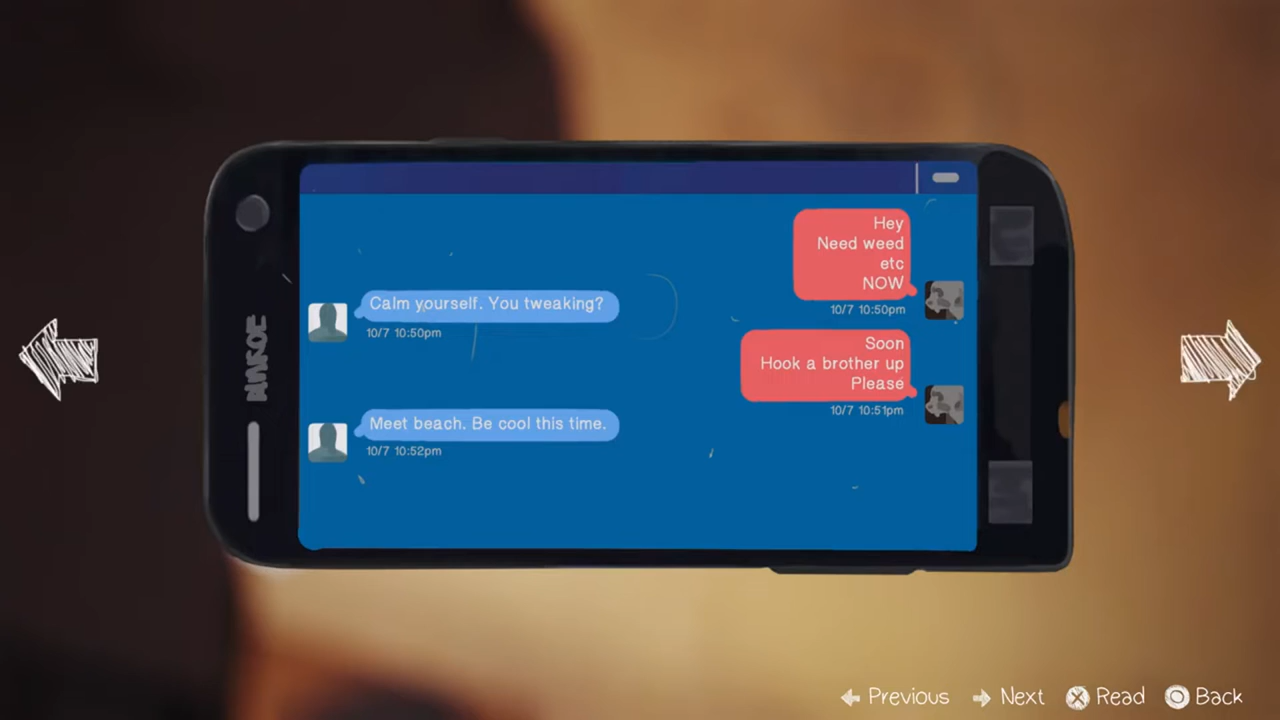 Hey
Need weed
etc
NOW
10/7 10:50pm
Calm yourself. You tweaking?
10/7 10:50pm
Soon
Hook a brother up
Please
10/7 10:51pm
Meet beach. Be cool this time.
10/7 10:52pm
Previous Next Read Back